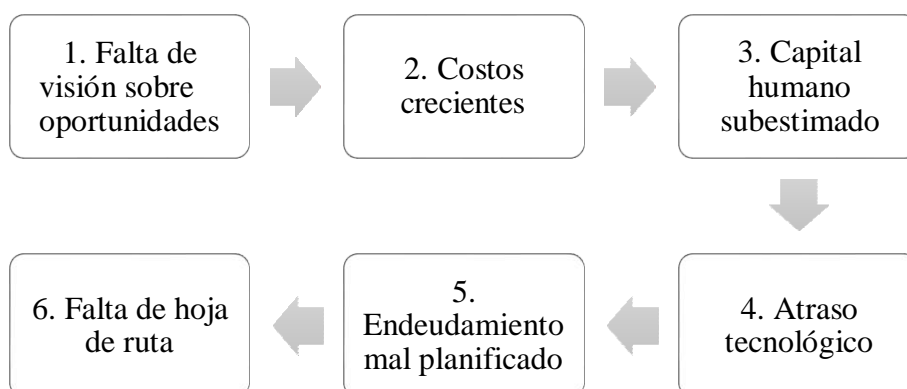 1. Falta de
visión sobre
oportunidades
2. Costos
crecientes
3. Capital
humano
subestimado
4. Atraso
tecnológico
5.
Endeudamiento
mal planificado
6. Falta de hoja
de ruta